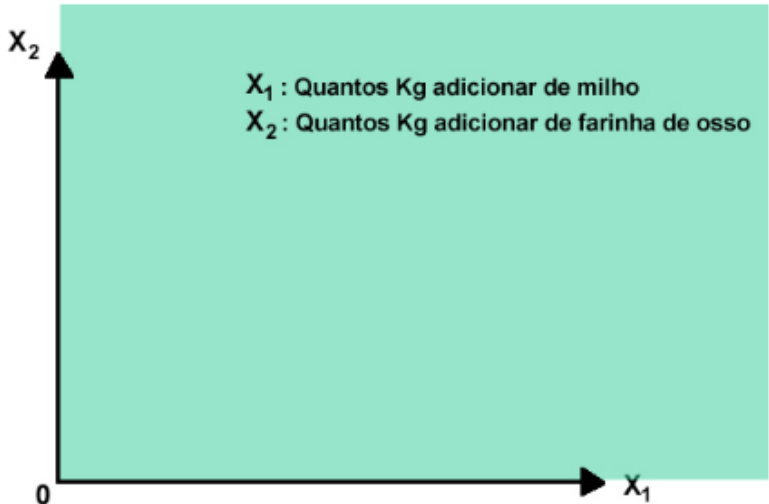 X2
X1 : Quantos Kg adicionar de milho
X2 : Quantos Kg adicionar de farinha de osso
0
X1